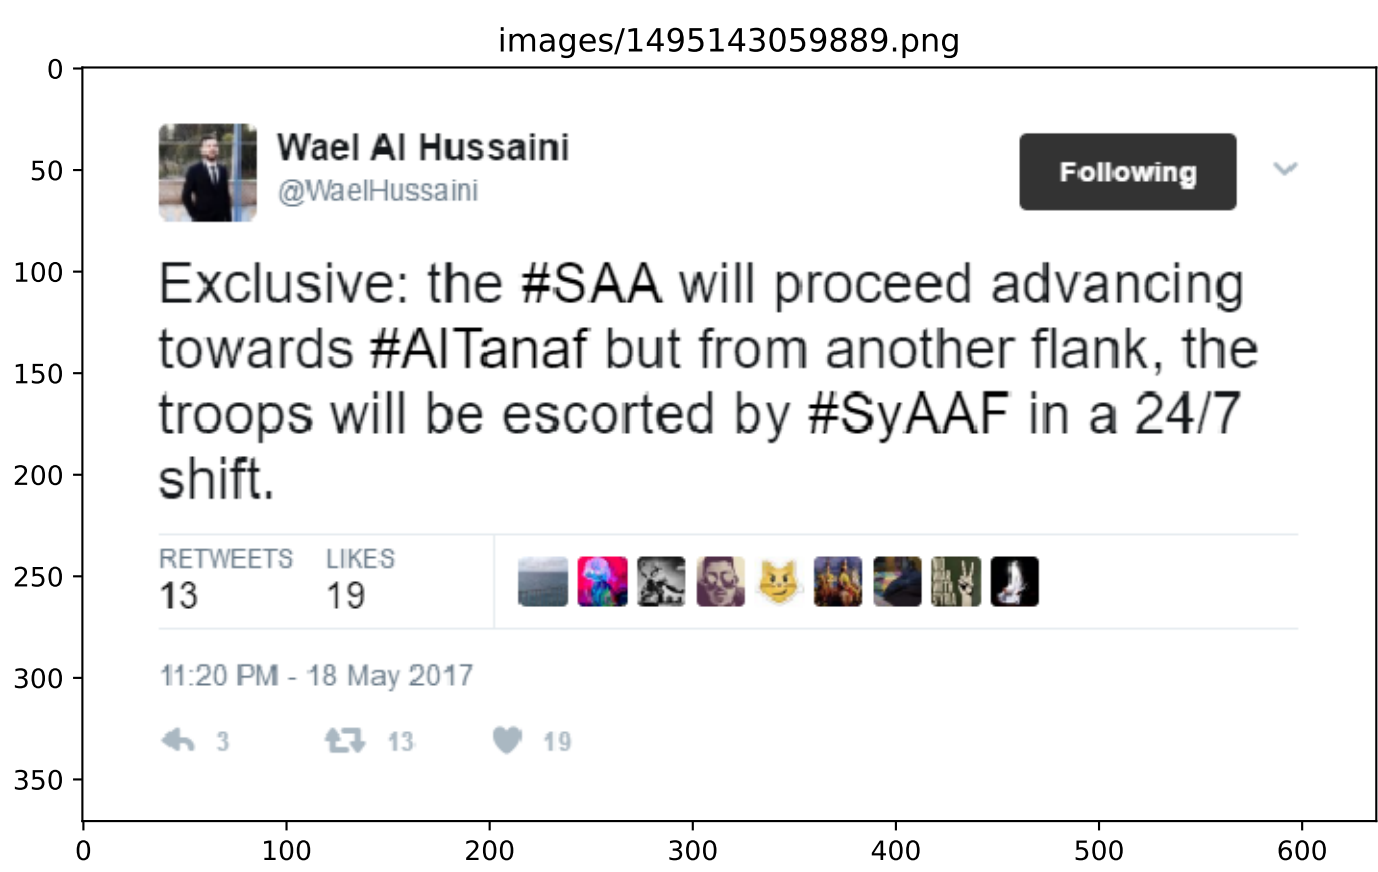 images/1495143059889.png
Wael Al Hussaini
@WaelHussaini
Following
Exclusive: the #SAA will proceed advancing
towards #AlTanaf but from another flank, the
troops will be escorted by #SyAAF in a 24/7
shift.
RETWEETS LIKES
13 19
11:20 PM - 18 May 2017
3 13 19
0
50
100
150
200
250
300
350
0 100 200 300 400 500 600